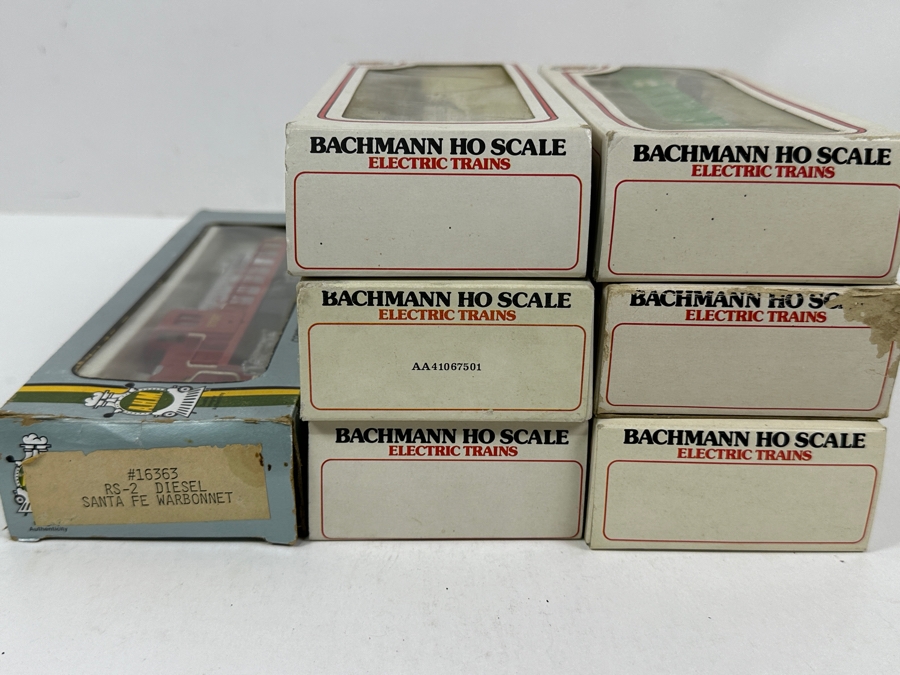 BACHMANN HO SCALE
ELECTRIC TRAINS
BACHMANN HO SCALE
ELECTRIC TRAINS
BACHMANN HO SCALE
ELECTRIC TRAINS
AA41067501
BACHMANN HO SC
ELECTRIC TRAINS
AHM
#16363
RS-2 DIESEL
SANTA FE WARBONNET
Authenticity
BACHMANN HO SCALE
ELECTRIC TRAINS
BACHMANN HO SCALE
ELECTRIC TRAINS